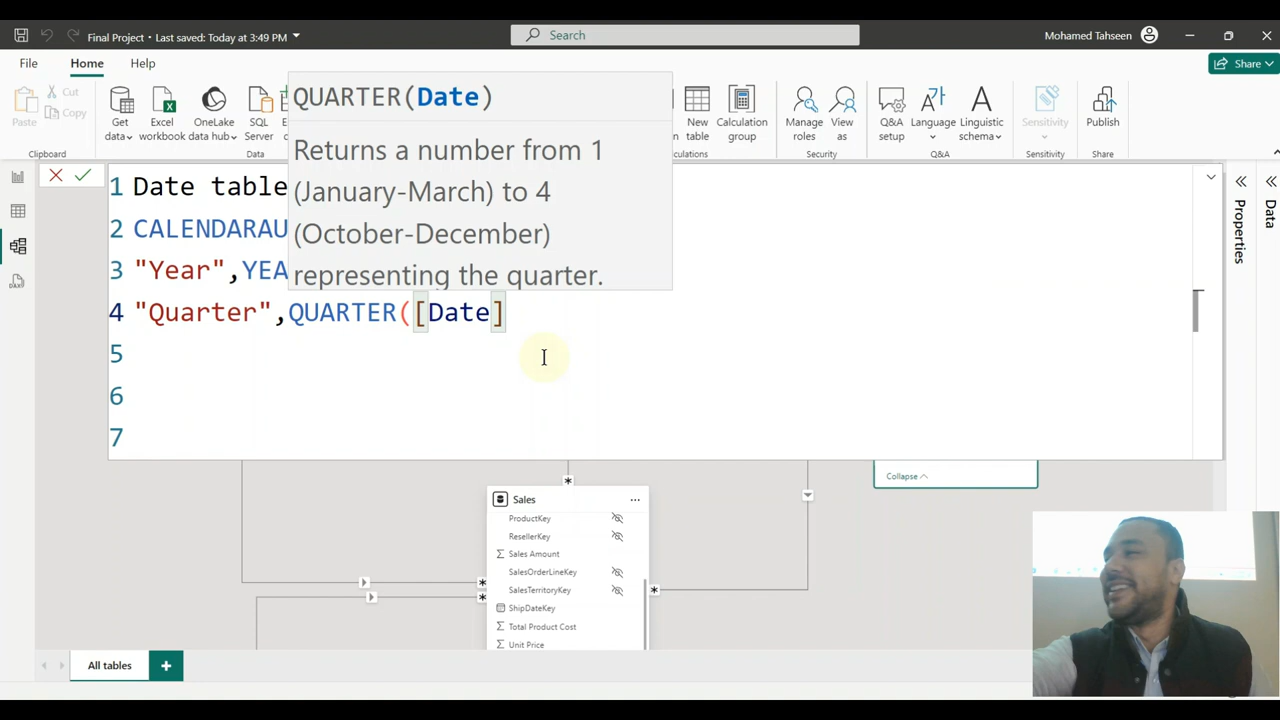 Final Project • Last saved: Today at 3:49 PM
Search
Mohamed Tahseen
File
Home
Help
Share
Paste
Cut
Copy
Clipboard
Get data
Excel workbook
OneLake data hub
SQL Server
Data
New table
Calculation group
Manage roles
View as
Security
Q&A setup
Language
Linguistic schema
Q&A
Sensitivity
Sensitivity
Publish
Share
QUARTER(Date)
Returns a number from 1
(January-March) to 4
(October-December)
representing the quarter.
1 Date table
2 CALENDARAU
3 "Year",YEA
4 "Quarter",QUARTER([Date]
5
6
7
Properties
Data
Collapse
Sales
ProductKey
ResellerKey
Sales Amount
SalesOrderLineKey
SalesTerritoryKey
ShipDateKey
Total Product Cost
Unit Price
All tables